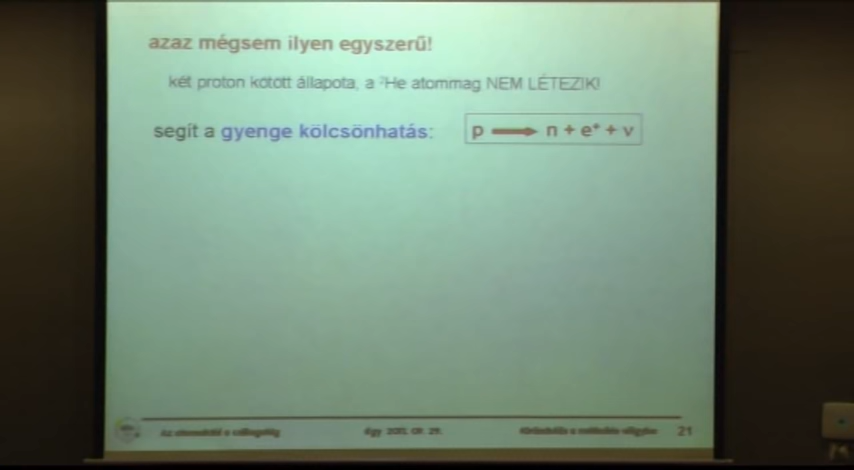 azaz mégsem ilyen egyszerű!
két proton kötött állapota, a ²He atommag NEM LÉTEZIK!
segít a gyenge kölcsönhatás: p → n + e⁺ + ν
21